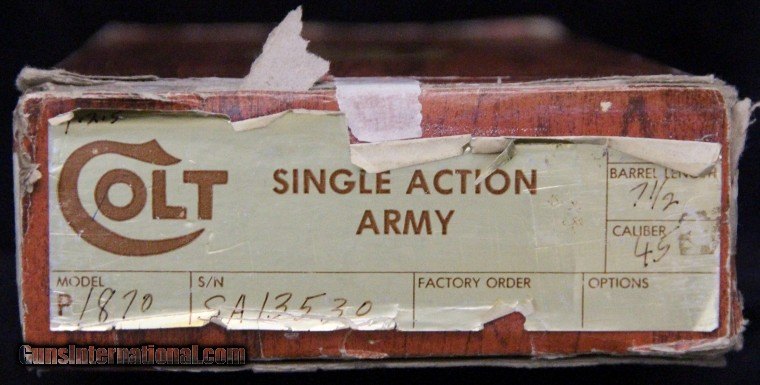 COLT
SINGLE ACTION
ARMY
BARREL LENGTH
7 1/2
CALIBER
45
MODEL
P1870
S/N
SA13530
FACTORY ORDER
OPTIONS
GunsInternational.com